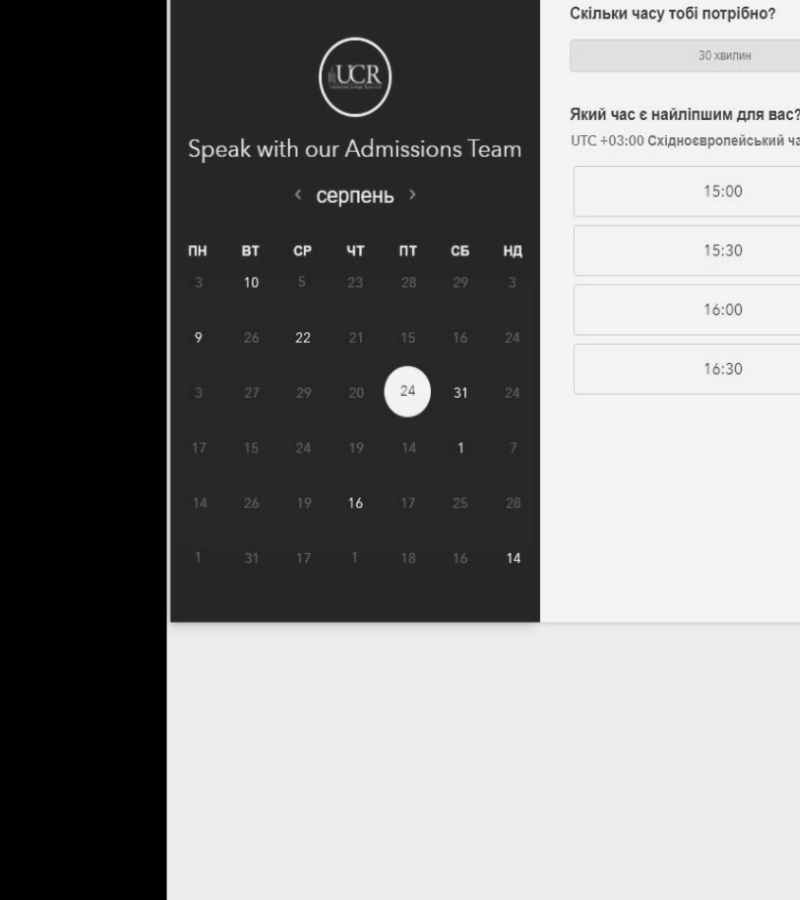 UCR
Speak with our Admissions Team
‹ серпень ›
ПН ВТ СР ЧТ ПТ СБ НД
3 10 5 23 28 29 3
9 26 22 21 15 16 24
3 27 29 20 24 31 24
17 15 24 19 14 1 7
14 26 19 16 17 25 28
1 31 17 1 18 16 14
Скільки часу тобі потрібно?
30 хвилин
Який час є найліпшим для вас?
UTC +03:00 Східноєвропейський ча
15:00
15:30
16:00
16:30